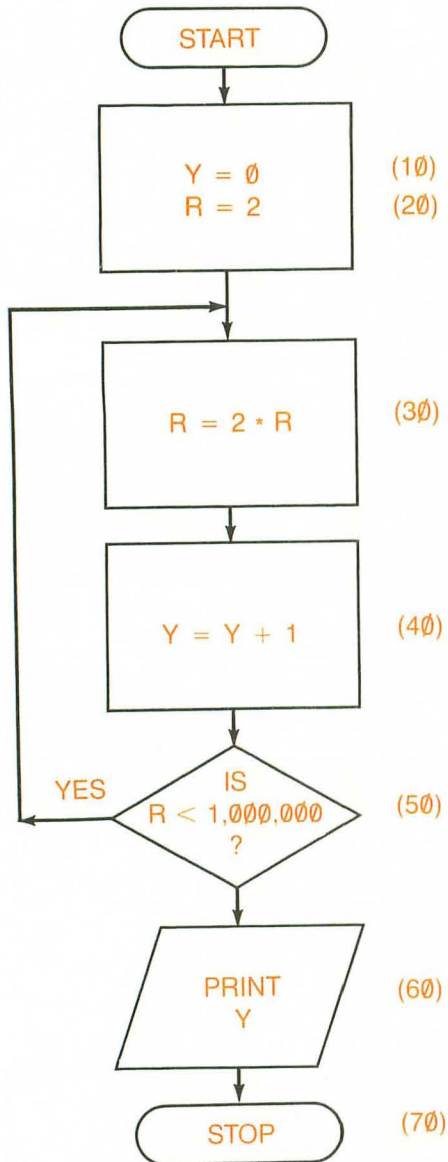 START
Y = 0 (10)
R = 2 (20)
R = 2 * R (30)
Y = Y + 1 (40)
YES
IS
R < 1,000,000 (50)
?
PRINT (60)
Y
STOP (70)